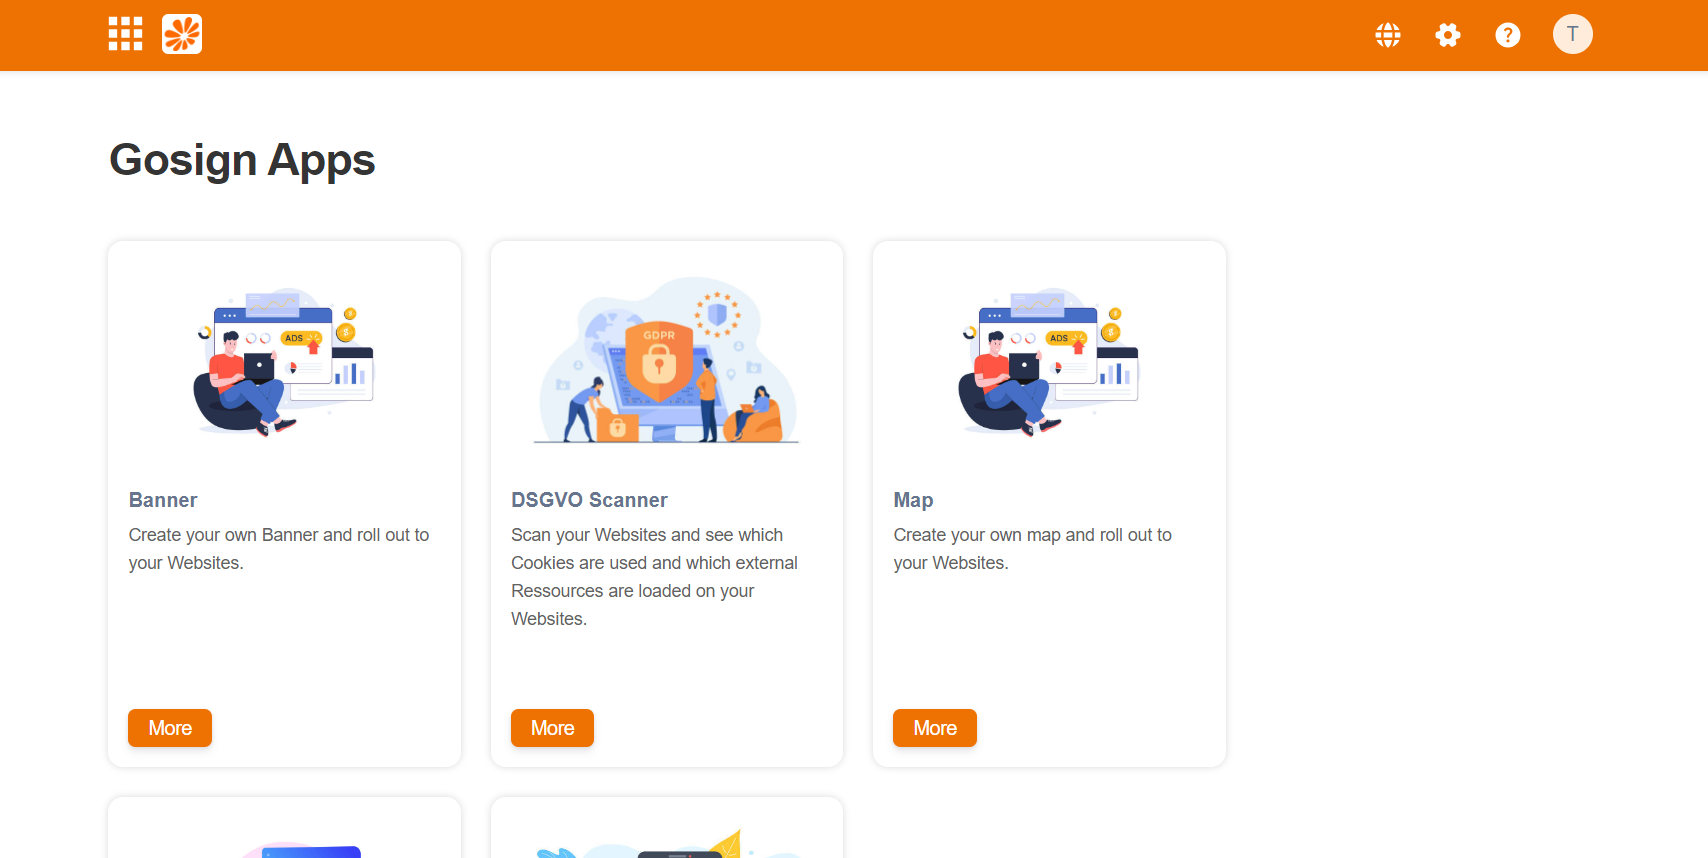 T
Gosign Apps
ADS
GDPR
ADS
Banner
Create your own Banner and roll out to
your Websites.
DSGVO Scanner
Scan your Websites and see which
Cookies are used and which external
Ressources are loaded on your
Websites.
Map
Create your own map and roll out to
your Websites.
More
More
More